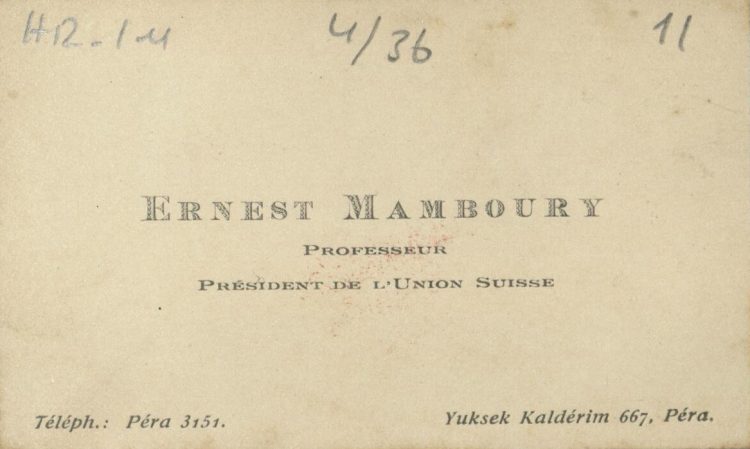 HR-1-4 4/36 11
ERNEST MAMBOURY
PROFESSEUR
PRÉSIDENT DE L'UNION SUISSE
Téléph.: Péra 3151. Yuksek Kaldérim 667, Péra.